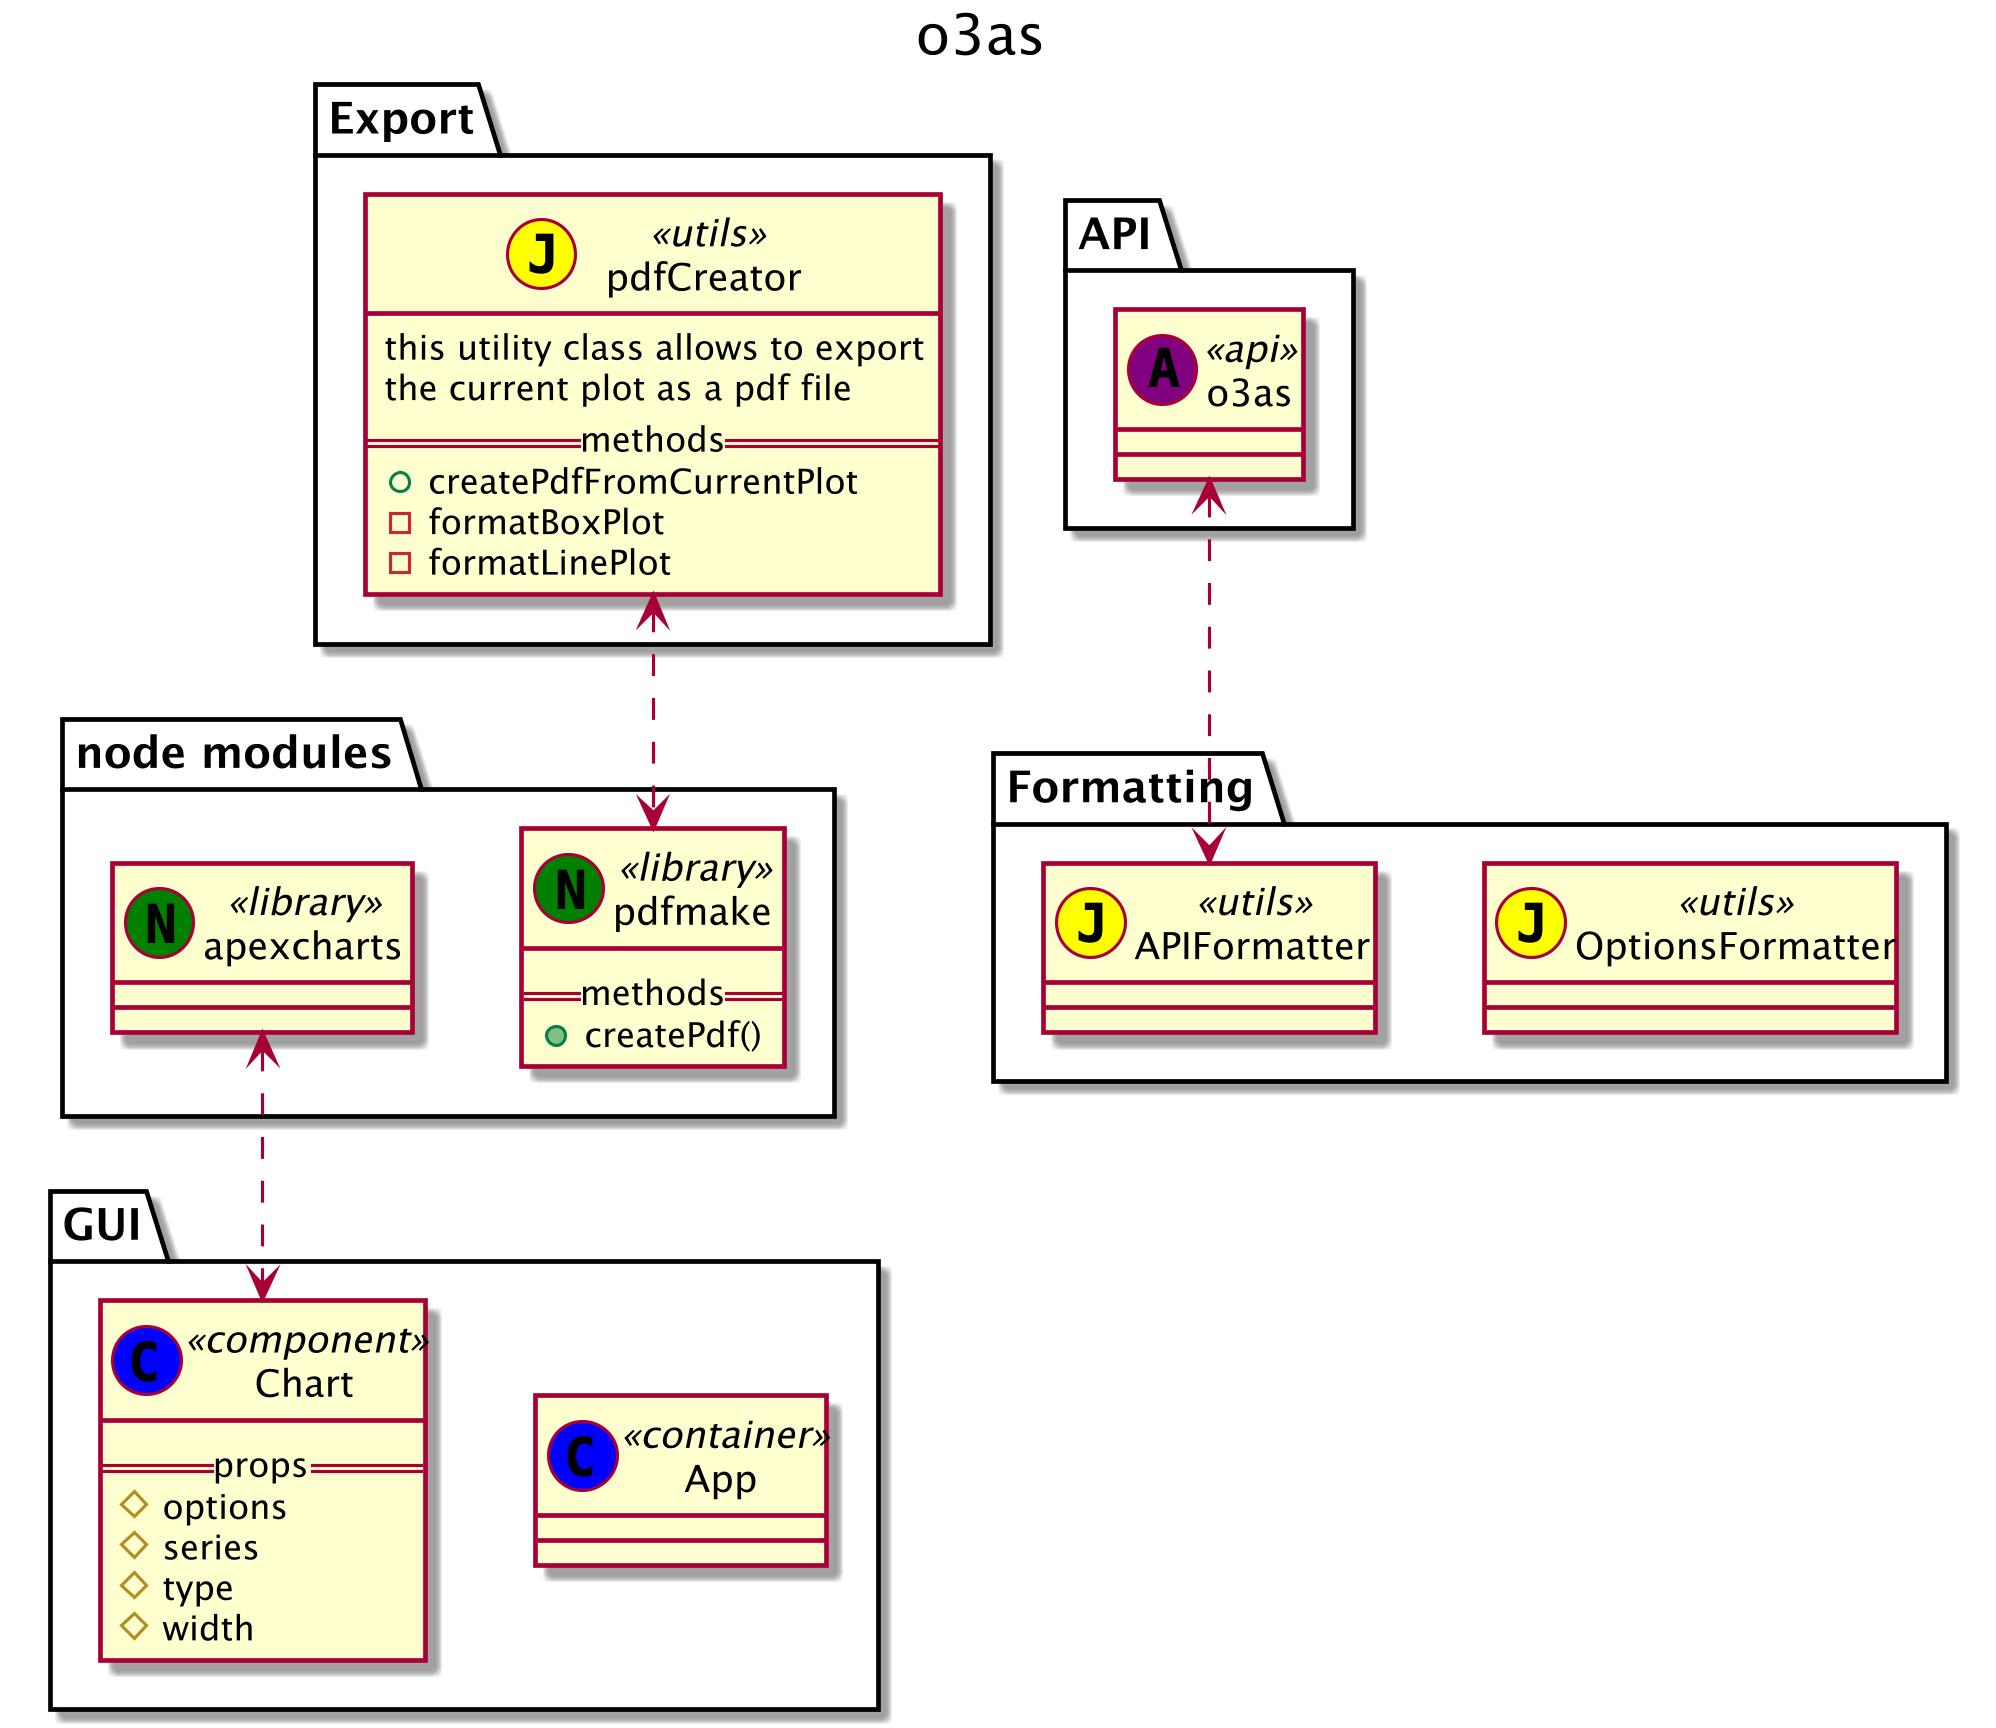 o3as
Export
J
«utils»
pdfCreator
this utility class allows to export
the current plot as a pdf file
methods
createPdfFromCurrentPlot
formatBoxPlot
formatLinePlot
API
A
«api»
o3as
node modules
N
«library»
apexcharts
N
«library»
pdfmake
methods
createPdf()
Formatting
J
«utils»
APIFormatter
J
«utils»
OptionsFormatter
GUI
C
«component»
Chart
props
options
series
type
width
C
«container»
App